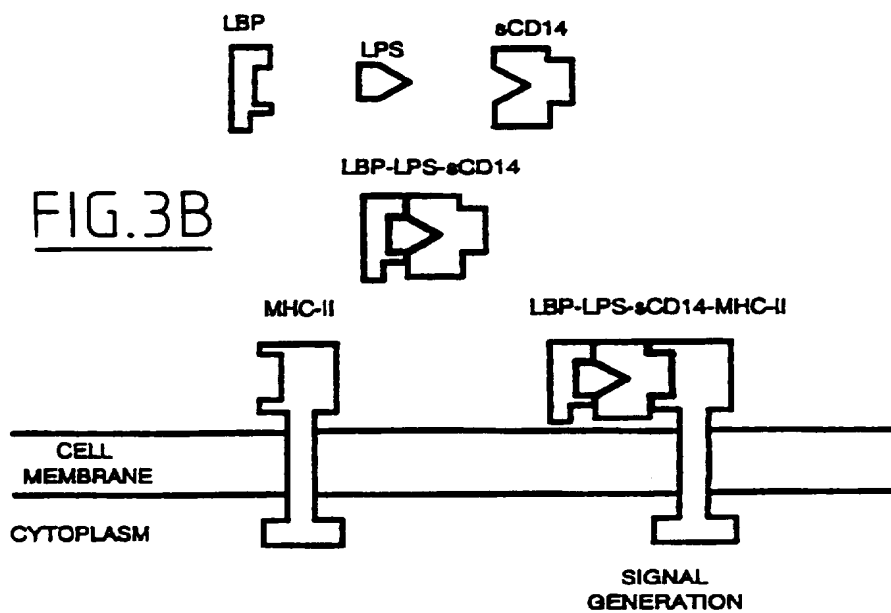 LBP
LPS
sCD14
LBP-LPS-sCD14
FIG.3B
MHC-II
LBP-LPS-sCD14-MHC-II
CELL
MEMBRANE
CYTOPLASM
SIGNAL
GENERATION